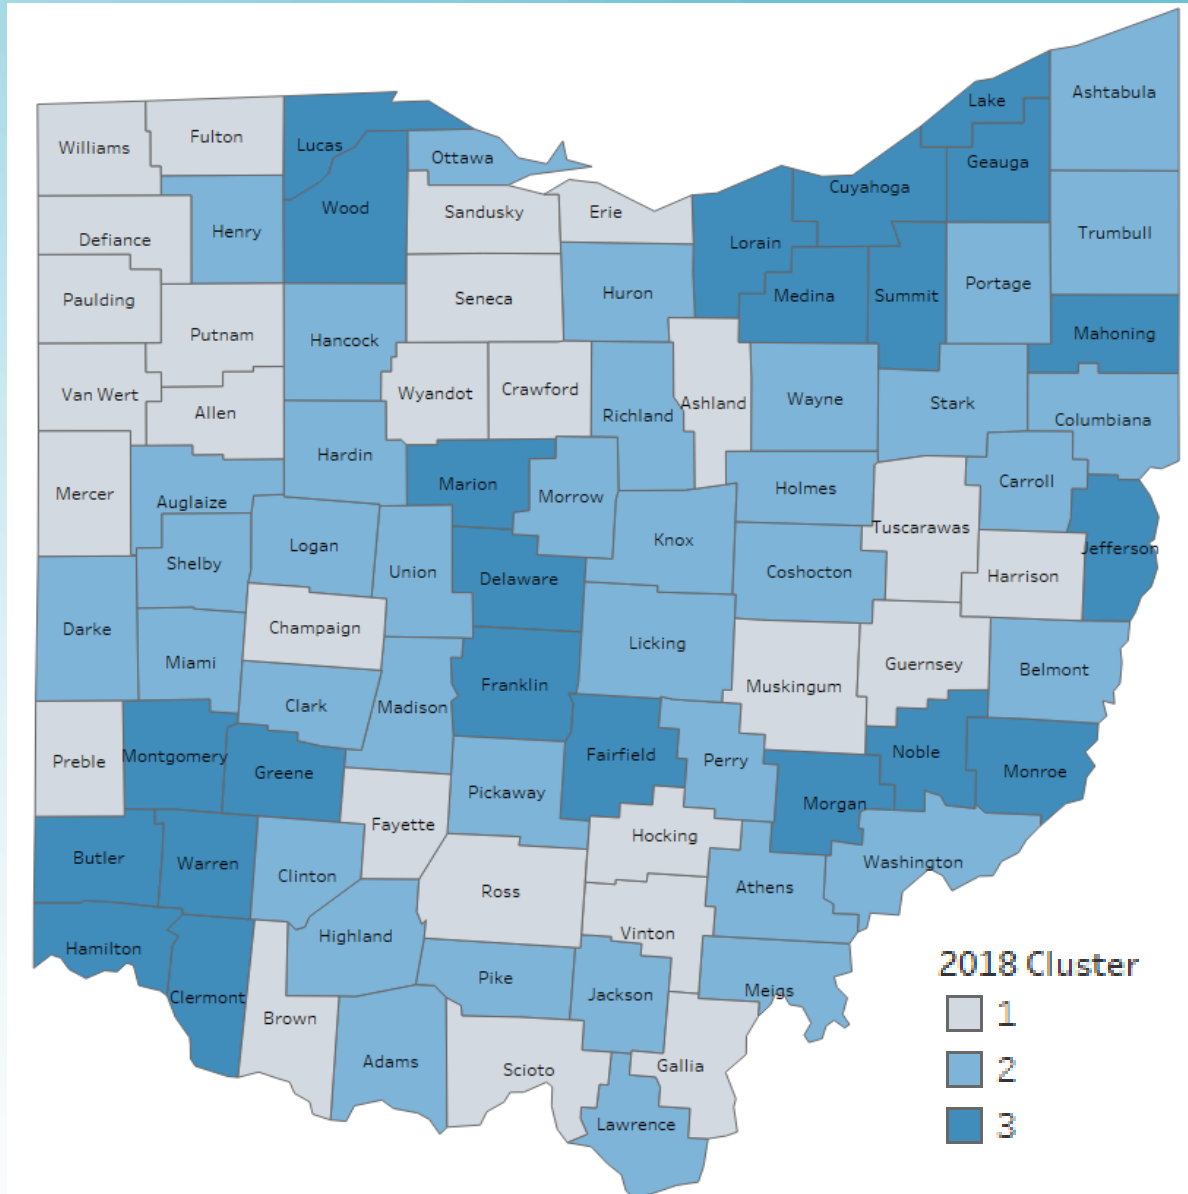 Lake
Ashtabula
Fulton
Williams
Lucas
Ottawa
Geauga
Cuyahoga
Wood
Sandusky
Erie
Henry
Defiance
Lorain
Trumbull
Paulding
Seneca
Huron
Medina
Summit
Portage
Putnam
Hancock
Mahoning
Van Wert
Wyandot
Crawford
Allen
Richland
Ashland
Wayne
Stark
Columbiana
Hardin
Mercer
Marion
Morrow
Holmes
Carroll
Auglaize
Tuscarawas
Logan
Knox
Jefferson
Shelby
Union
Delaware
Coshocton
Harrison
Darke
Champaign
Licking
Miami
Guernsey
Belmont
Franklin
Muskingum
Clark
Madison
Preble
Montgomery
Greene
Fairfield
Perry
Noble
Monroe
Pickaway
Morgan
Fayette
Hocking
Butler
Warren
Clinton
Washington
Ross
Athens
Highland
Vinton
Hamilton
Pike
Jackson
Meigs
Clermont
Brown
Adams
Scioto
Gallia
Lawrence
2018 Cluster
1
2
3